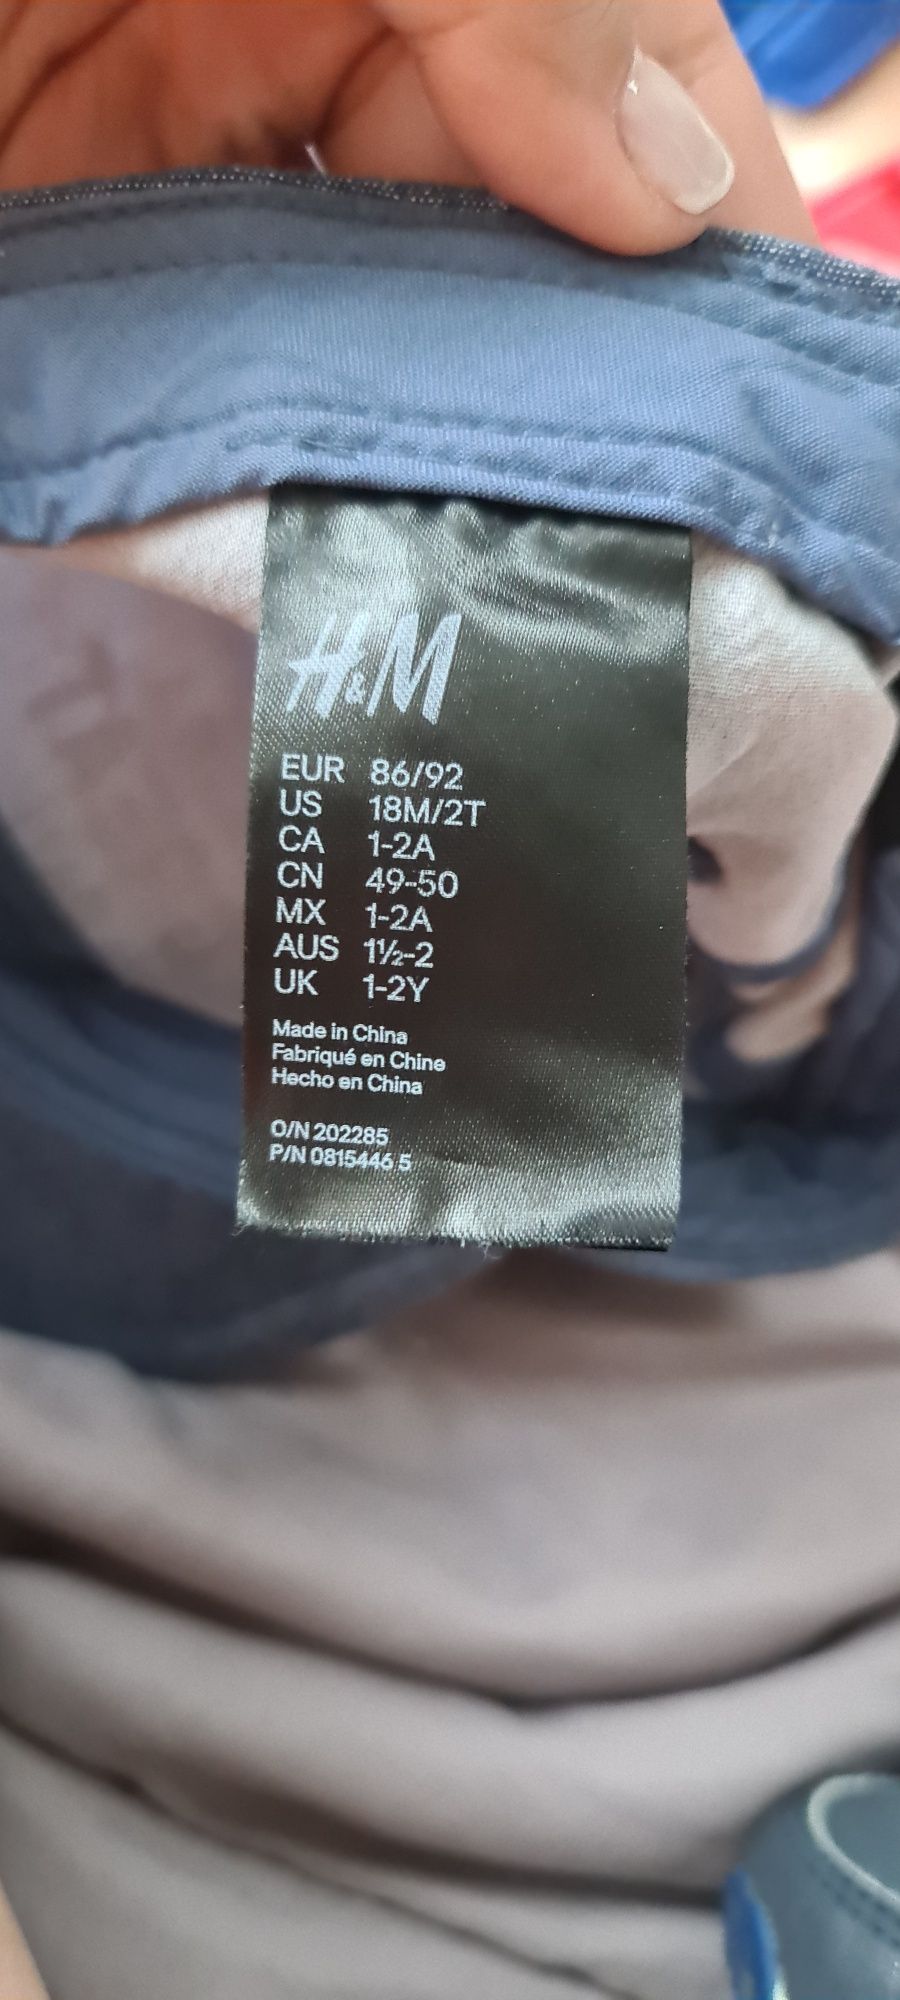 H&M
EUR 86/92
US 18M/2T
CA 1-2A
CN 49-50
MX 1-2A
AUS 1½-2
UK 1-2Y
Made in China
Fabriqué en Chine
Hecho en China
O/N 202285
P/N 0815446 5